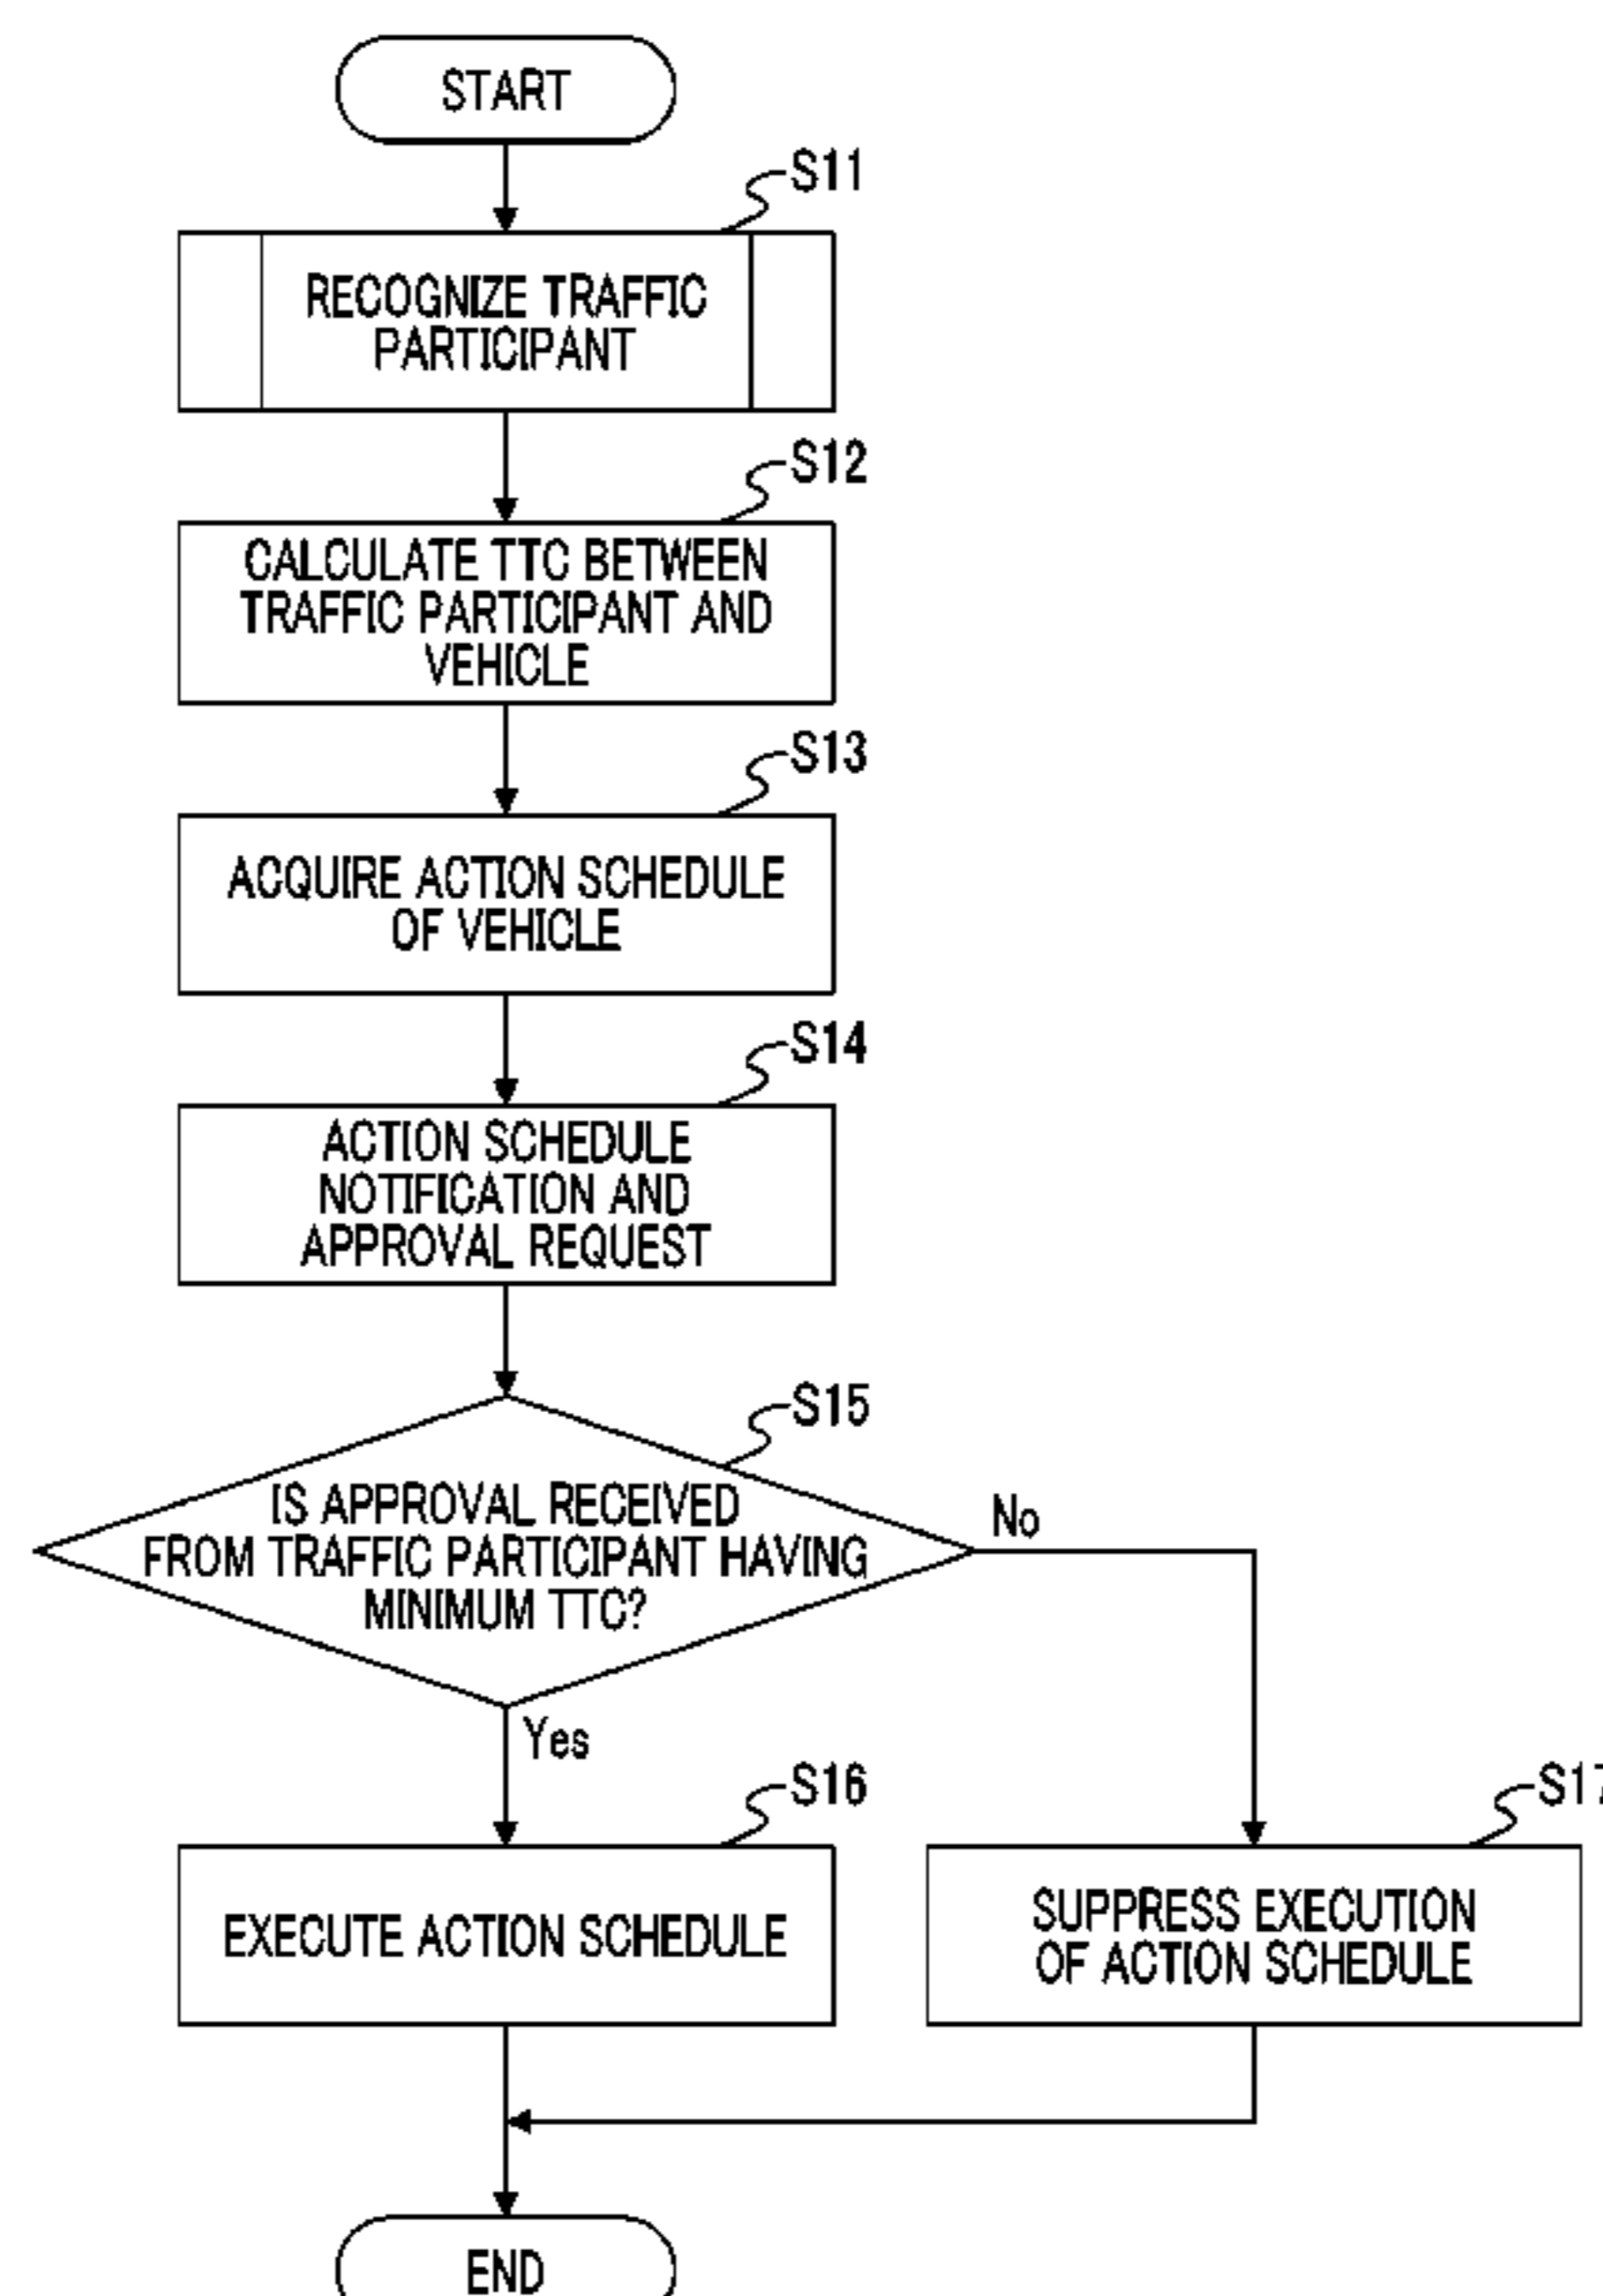 START
S11
RECOGNIZE TRAFFIC
PARTICIPANT
S12
CALCULATE TTC BETWEEN
TRAFFIC PARTICIPANT AND
VEHICLE
S13
ACQUIRE ACTION SCHEDULE
OF VEHICLE
S14
ACTION SCHEDULE
NOTIFICATION AND
APPROVAL REQUEST
S15
IS APPROVAL RECEIVED
FROM TRAFFIC PARTICIPANT HAVING
MINIMUM TTC?
No
Yes
S16
EXECUTE ACTION SCHEDULE
S17
SUPPRESS EXECUTION
OF ACTION SCHEDULE
END